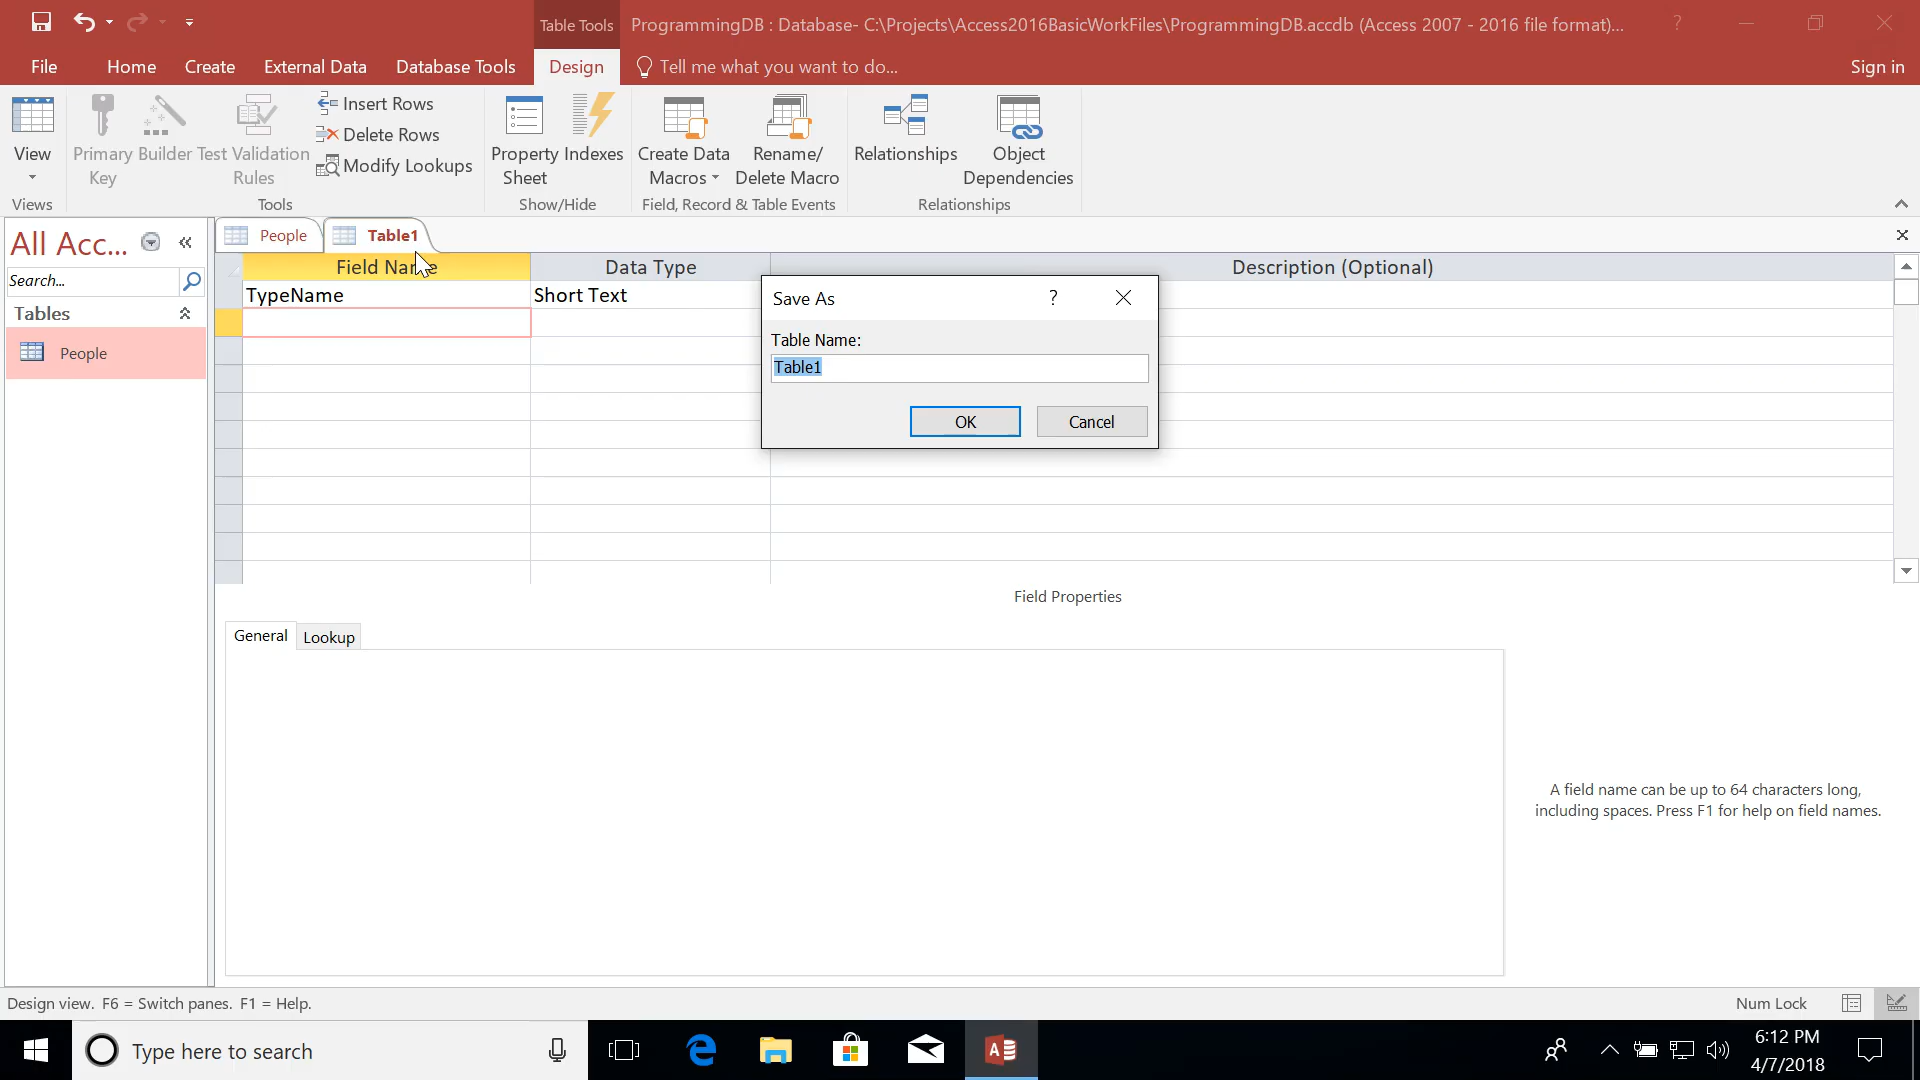 Table Tools
ProgrammingDB : Database- C:\Projects\Access2016BasicWorkFiles\ProgrammingDB.accdb (Access 2007 - 2016 file format)...
?
File
Home
Create
External Data
Database Tools
Design
Tell me what you want to do...
Sign in
View
Primary Key
Builder
Test Validation Rules
Insert Rows
Delete Rows
Modify Lookups
Property Sheet
Indexes
Create Data Macros
Rename/ Delete Macro
Relationships
Object Dependencies
Views
Tools
Show/Hide
Field, Record & Table Events
Relationships
All Acc...
Search...
Tables
People
People
Table1
Field Name
Data Type
Description (Optional)
TypeName
Short Text
Save As
?
Table Name:
Table1
OK
Cancel
Field Properties
General
Lookup
A field name can be up to 64 characters long,
including spaces. Press F1 for help on field names.
Design view.  F6 = Switch panes.  F1 = Help.
Num Lock
Type here to search
6:12 PM
4/7/2018